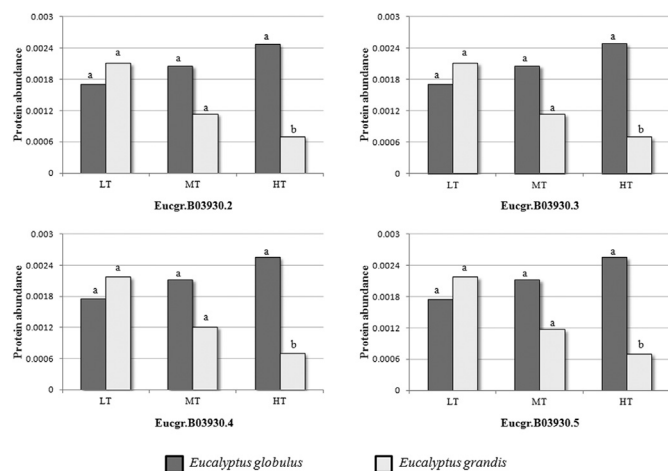 0.003
0.0024
0.0018
0.0012
0.0006
0
Protein abundance
a a a a a b
LT MT HT
Eucgr.B03930.2
0.003
0.0024
0.0018
0.0012
0.0006
0
Protein abundance
a a a a a b
LT MT HT
Eucgr.B03930.3
0.003
0.0024
0.0018
0.0012
0.0006
0
Protein abundance
a a a a a b
LT MT HT
Eucgr.B03930.4
0.003
0.0024
0.0018
0.0012
0.0006
0
Protein abundance
a a a a a b
LT MT HT
Eucgr.B03930.5
Eucalyptus globulus Eucalyptus grandis